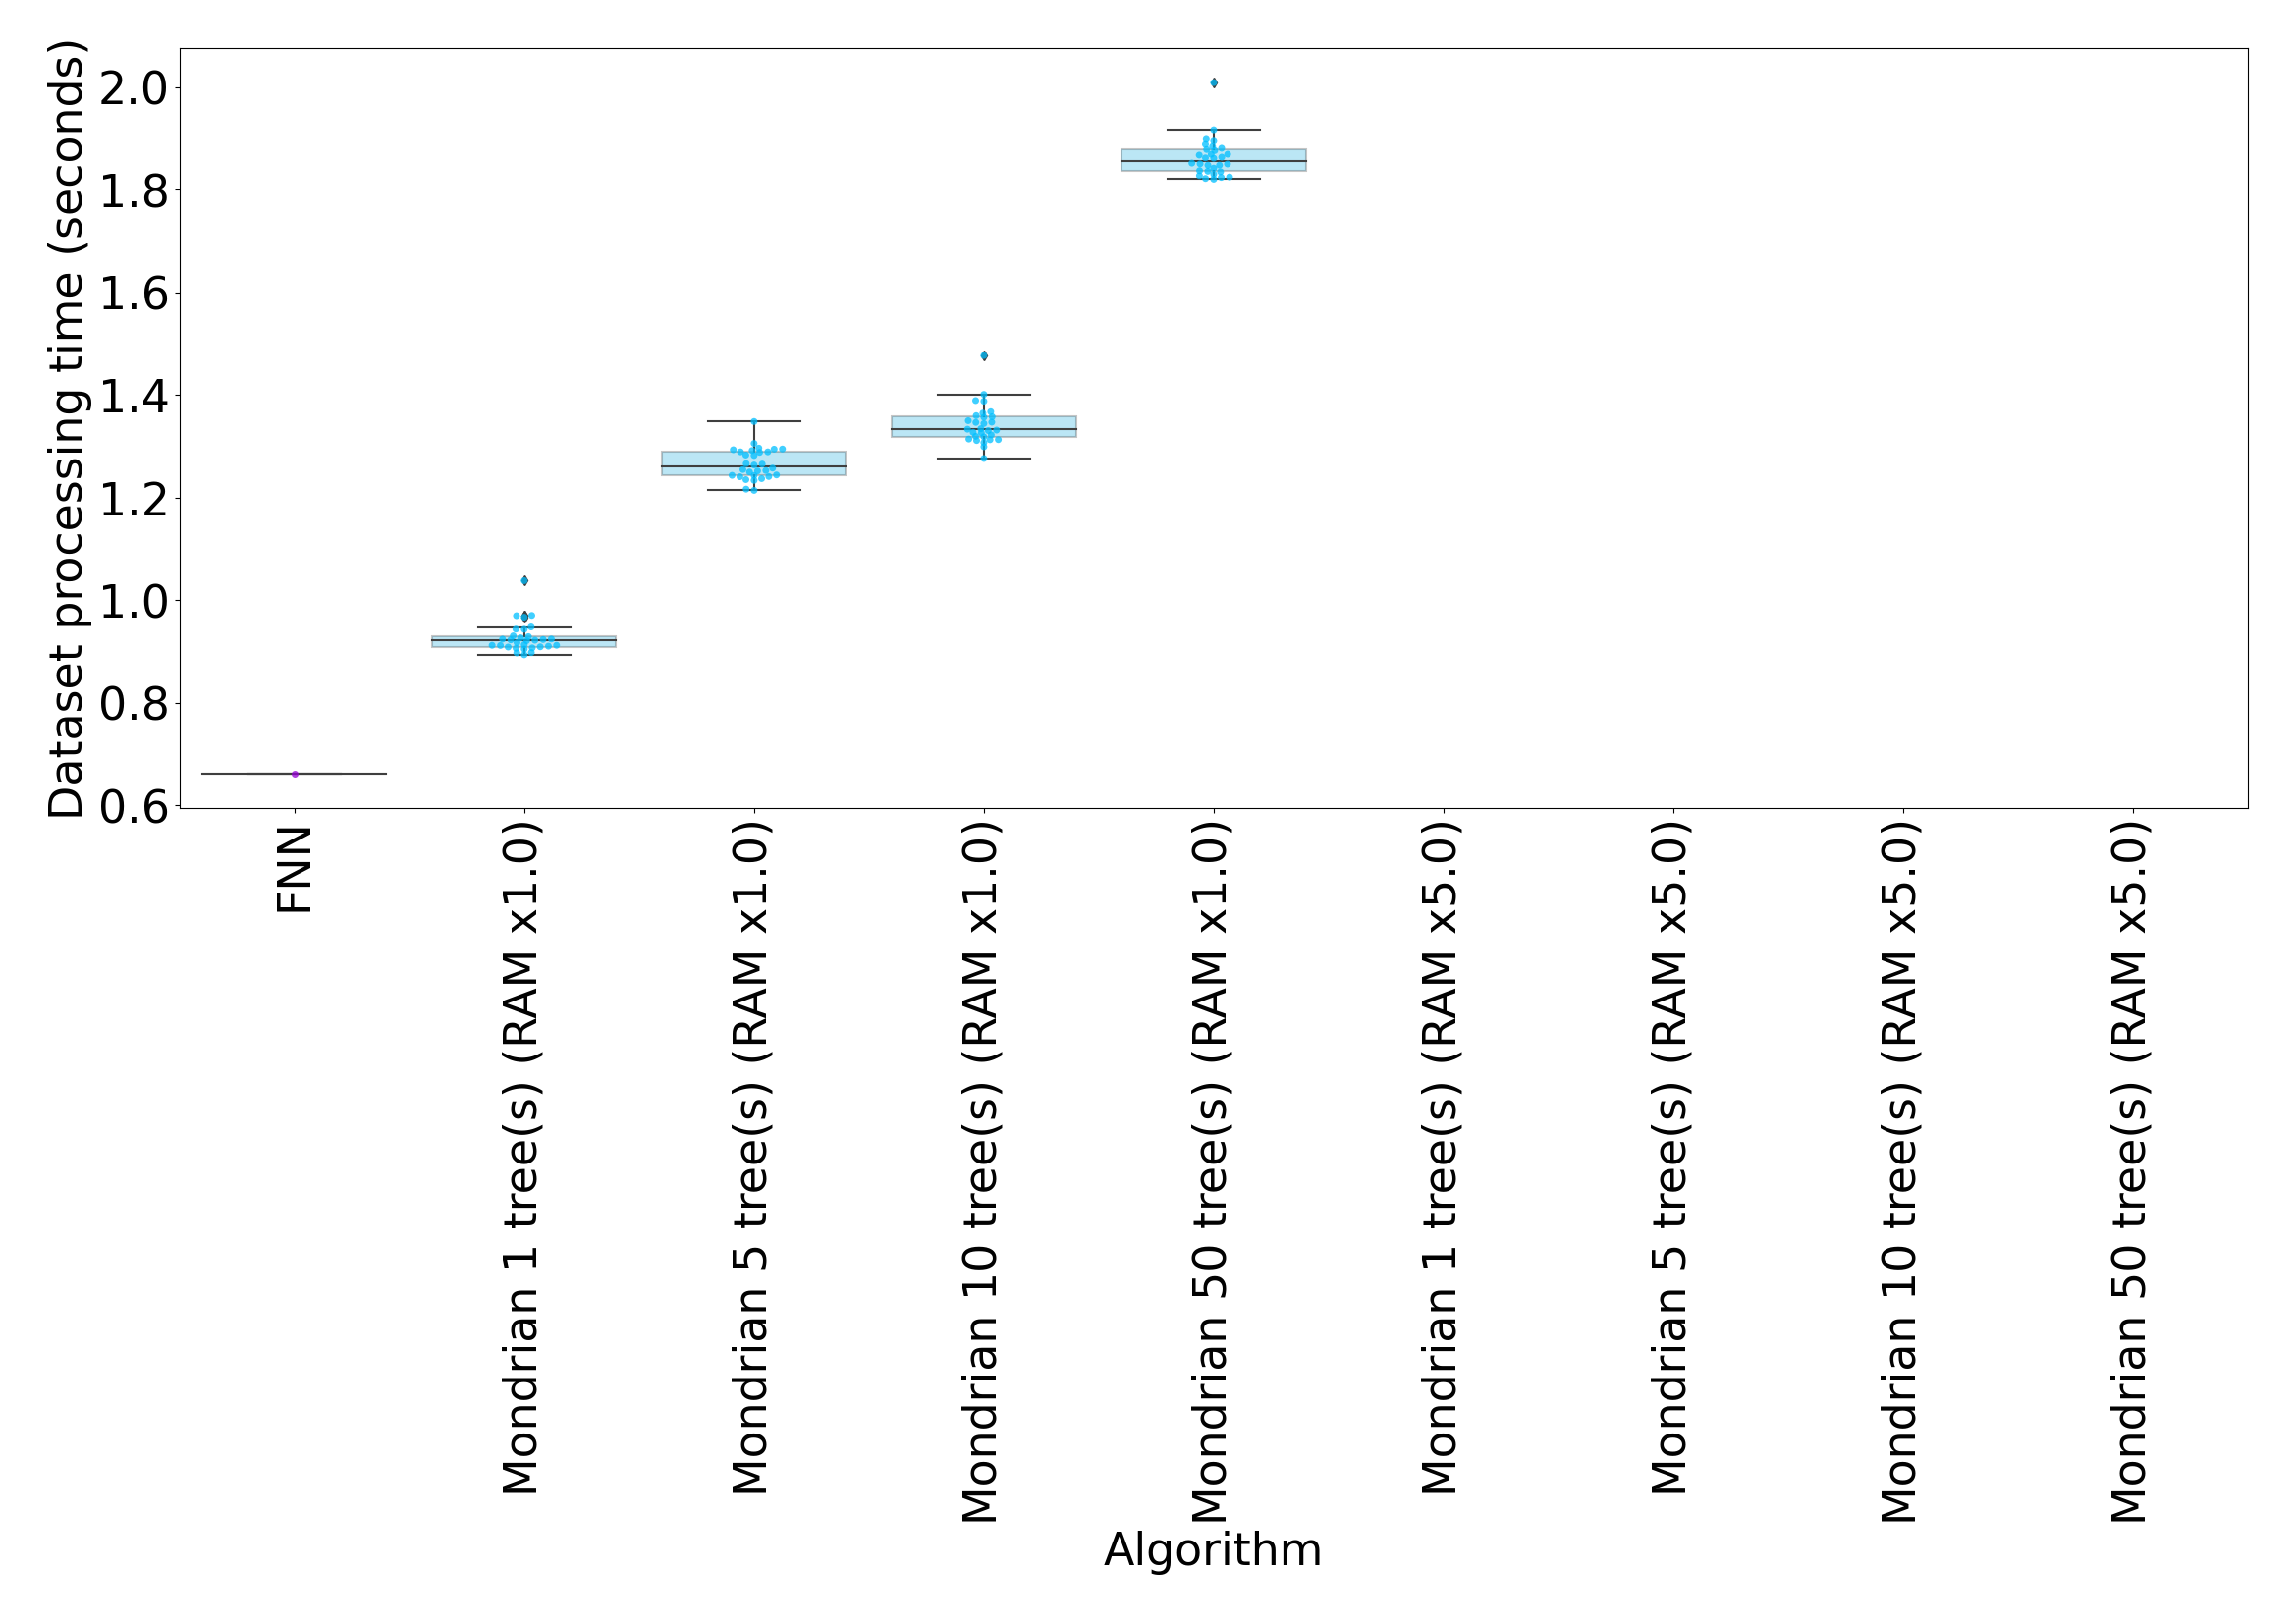 Dataset processing time (seconds)
2.0
1.8
1.6
1.4
1.2
1.0
0.8
0.6
FNN
Mondrian 1 tree(s) (RAM x1.0)
Mondrian 5 tree(s) (RAM x1.0)
Mondrian 10 tree(s) (RAM x1.0)
Mondrian 50 tree(s) (RAM x1.0)
Mondrian 1 tree(s) (RAM x5.0)
Mondrian 5 tree(s) (RAM x5.0)
Mondrian 10 tree(s) (RAM x5.0)
Mondrian 50 tree(s) (RAM x5.0)
Algorithm